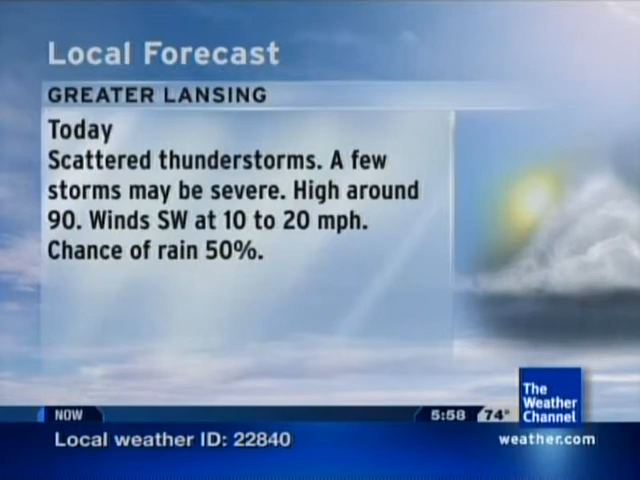 Local Forecast
GREATER LANSING
Today
Scattered thunderstorms. A few
storms may be severe. High around
90. Winds SW at 10 to 20 mph.
Chance of rain 50%.
NOW
5:58 74°
The
Weather
Channel
Local weather ID: 22840
weather.com